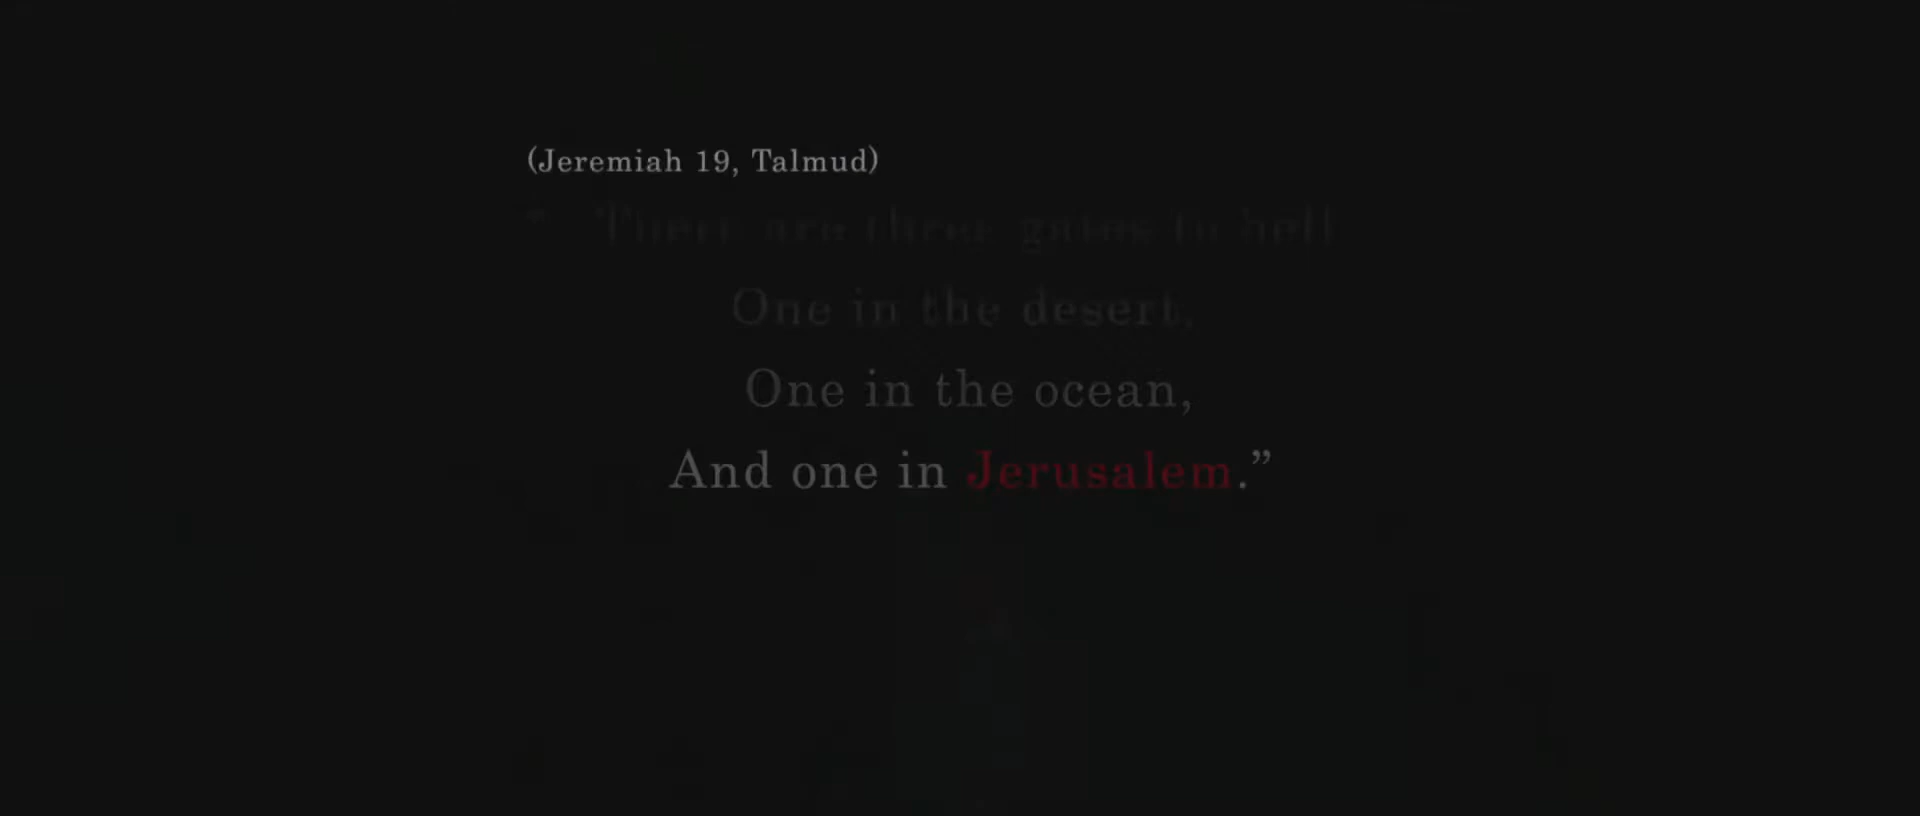 (Jeremiah 19, Talmud)
“ There are three gates to hell
One in the desert,
One in the ocean,
And one in Jerusalem.”